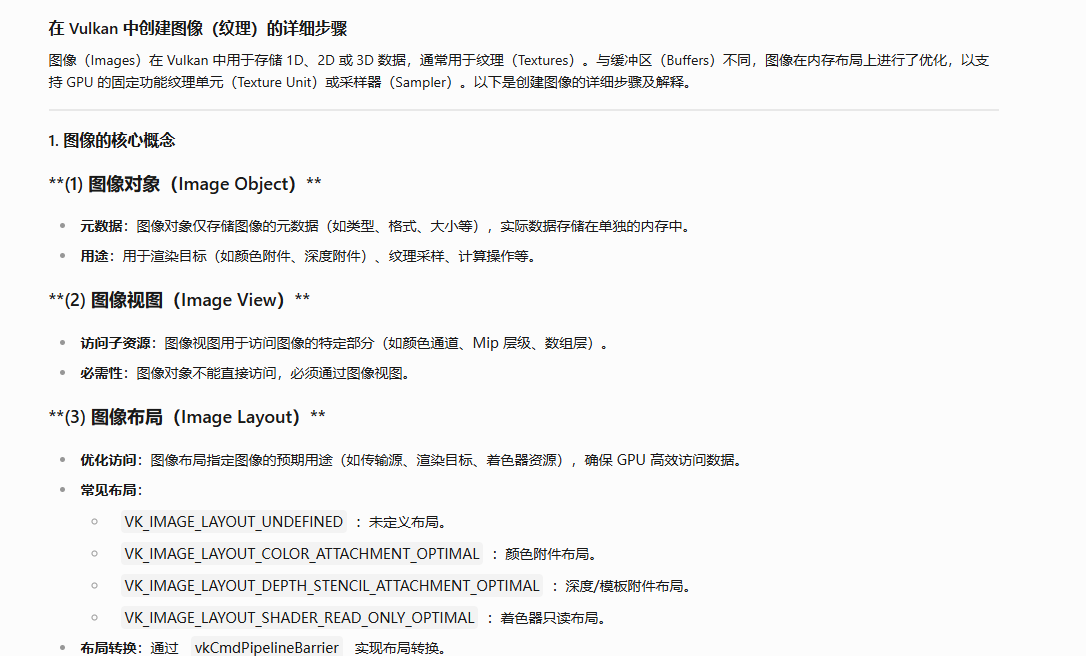 在 Vulkan 中创建图像（纹理）的详细步骤
图像（Images）在 Vulkan 中用于存储 1D、2D 或 3D 数据，通常用于纹理（Textures）。与缓冲区（Buffers）不同，图像在内存布局上进行了优化，以支
持 GPU 的固定功能纹理单元（Texture Unit）或采样器（Sampler）。以下是创建图像的详细步骤及解释。
1. 图像的核心概念
**(1) 图像对象（Image Object）**
元数据：图像对象仅存储图像的元数据（如类型、格式、大小等），实际数据存储在单独的内存中。
用途：用于渲染目标（如颜色附件、深度附件）、纹理采样、计算操作等。
**(2) 图像视图（Image View）**
访问子资源：图像视图用于访问图像的特定部分（如颜色通道、Mip 层级、数组层）。
必需性：图像对象不能直接访问，必须通过图像视图。
**(3) 图像布局（Image Layout）**
优化访问：图像布局指定图像的预期用途（如传输源、渲染目标、着色器资源），确保 GPU 高效访问数据。
常见布局：
VK_IMAGE_LAYOUT_UNDEFINED ：未定义布局。
VK_IMAGE_LAYOUT_COLOR_ATTACHMENT_OPTIMAL ：颜色附件布局。
VK_IMAGE_LAYOUT_DEPTH_STENCIL_ATTACHMENT_OPTIMAL ：深度/模板附件布局。
VK_IMAGE_LAYOUT_SHADER_READ_ONLY_OPTIMAL ：着色器只读布局。
布局转换：通过 vkCmdPipelineBarrier 实现布局转换。